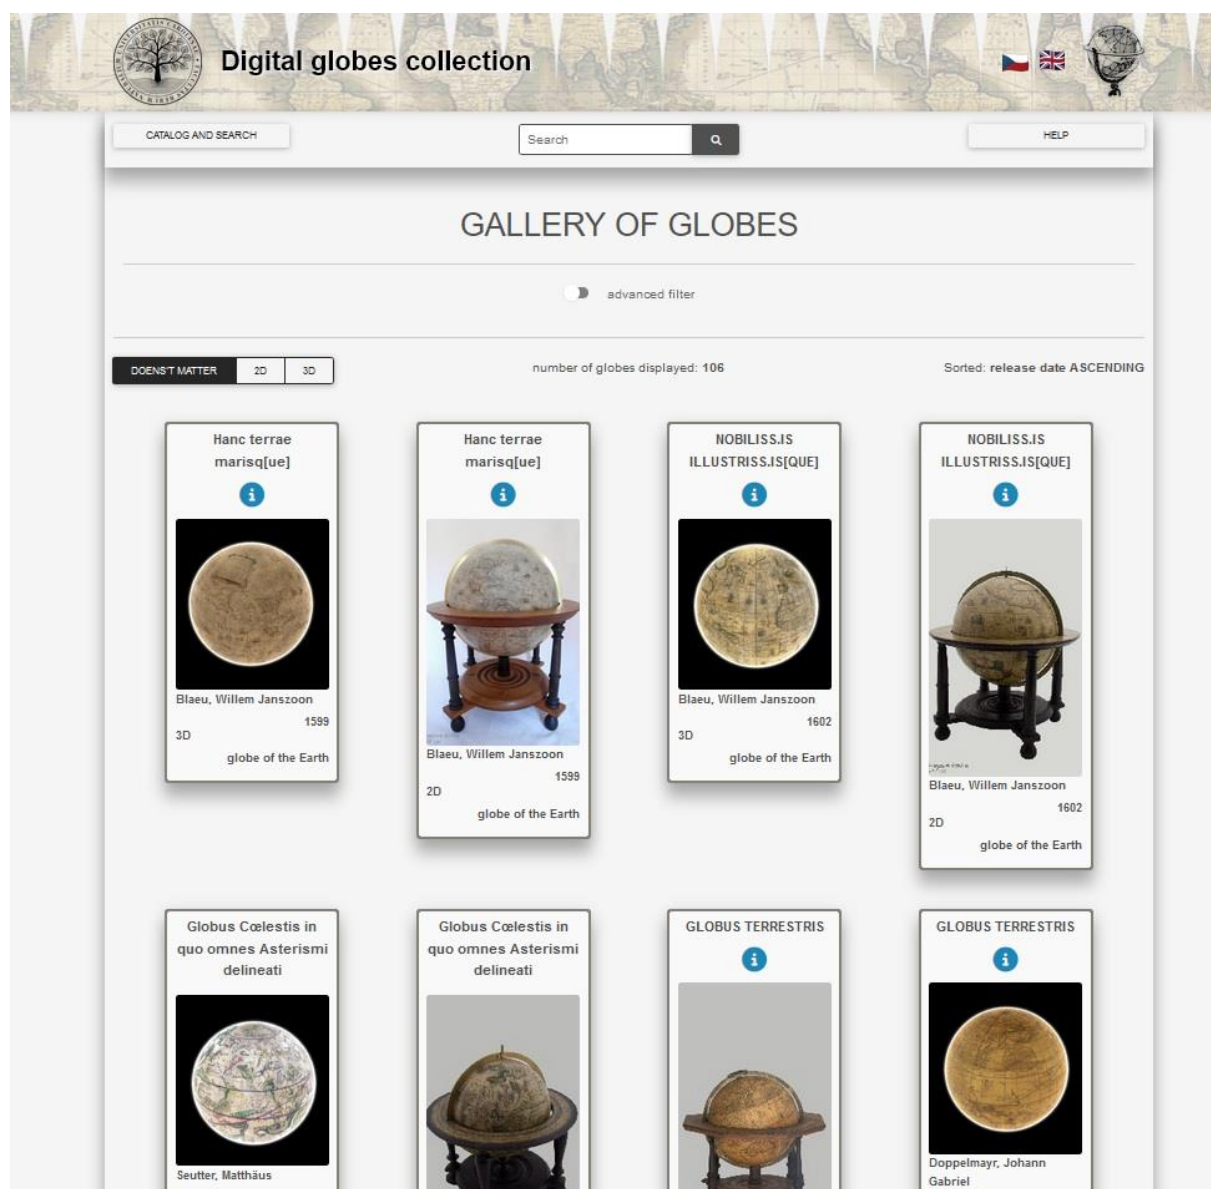 Digital globes collection
CATALOG AND SEARCH
Search
HELP
GALLERY OF GLOBES
advanced filter
DOENS'T MATTER 2D 3D
number of globes displayed: 106
Sorted: release date ASCENDING
Hanc terrae
marisq[ue]
Blaeu, Willem Janszoon
1599
3D
globe of the Earth
Hanc terrae
marisq[ue]
Blaeu, Willem Janszoon
1599
2D
globe of the Earth
NOBILISS.IS
ILLUSTRISS.IS[QUE]
Blaeu, Willem Janszoon
1602
3D
globe of the Earth
NOBILISS.IS
ILLUSTRISS.IS[QUE]
Blaeu, Willem Janszoon
1602
2D
globe of the Earth
Globus Cœlestis in
quo omnes Asterismi
delineati
Seutter, Matthäus
Globus Cœlestis in
quo omnes Asterismi
delineati
GLOBUS TERRESTRIS
GLOBUS TERRESTRIS
Doppelmayr, Johann
Gabriel